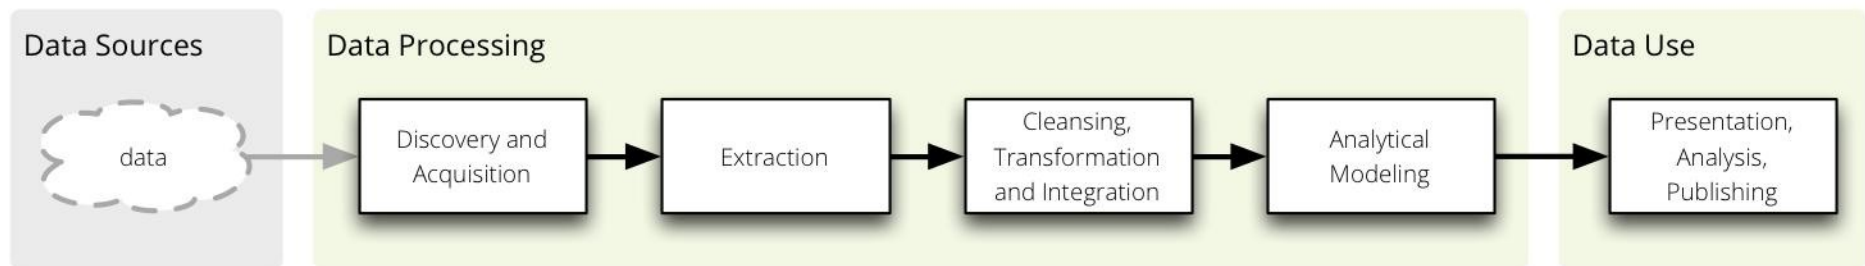 Data Sources
data
Data Processing
Discovery and
Acquisition
Extraction
Cleansing,
Transformation
and Integration
Analytical
Modeling
Data Use
Presentation,
Analysis,
Publishing